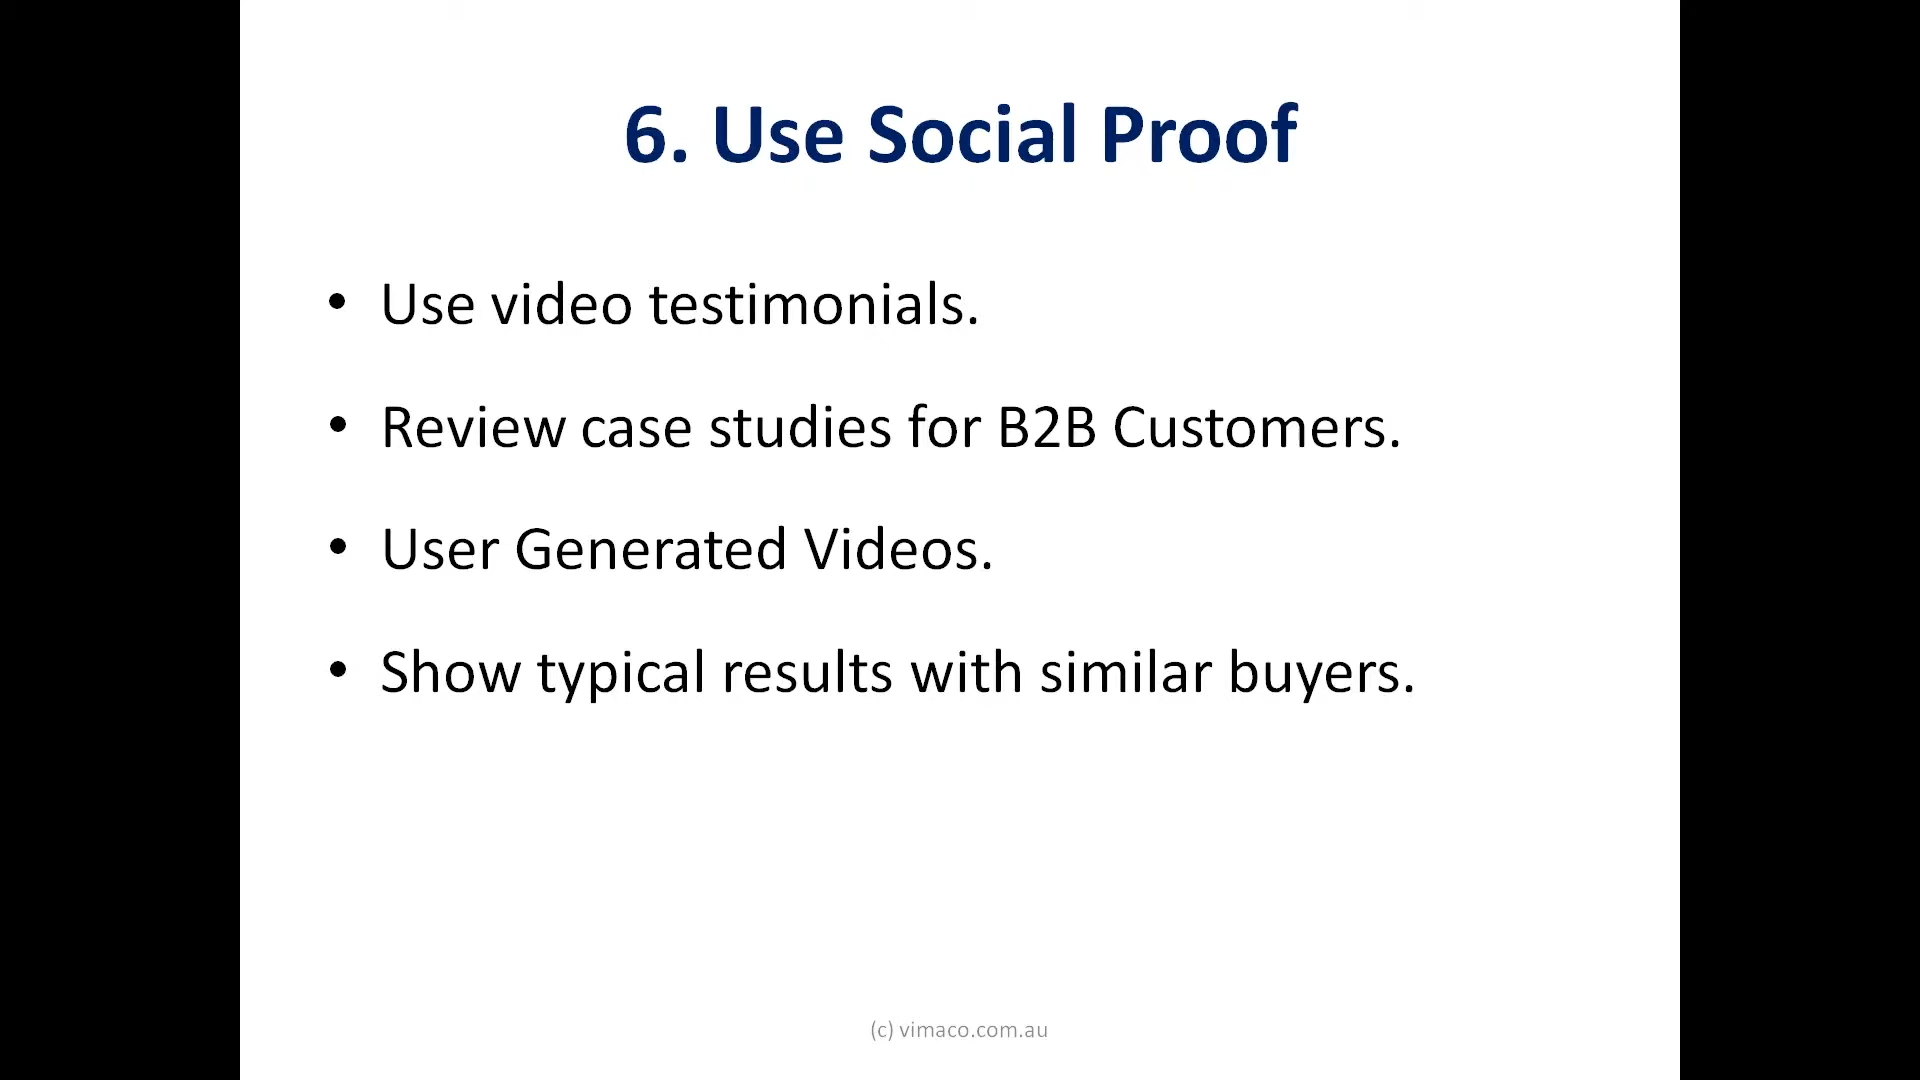 6. Use Social Proof
• Use video testimonials.
• Review case studies for B2B Customers.
• User Generated Videos.
• Show typical results with similar buyers.
(c) vimaco.com.au